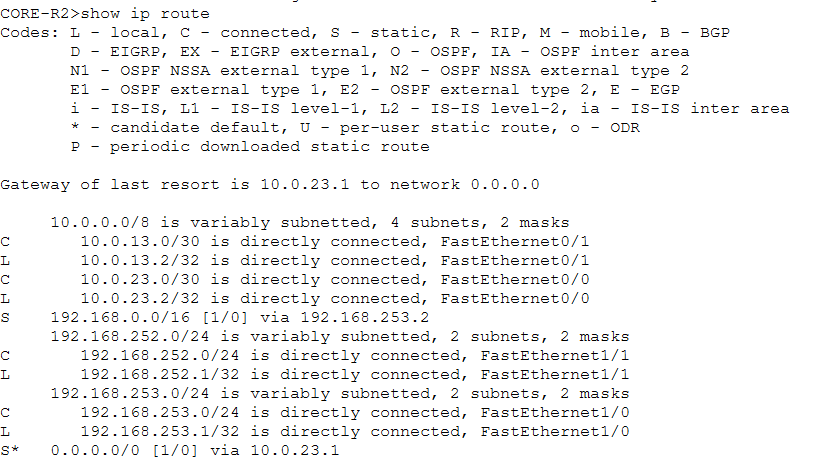 CORE-R2>show ip route
Codes: L - local, C - connected, S - static, R - RIP, M - mobile, B - BGP
       D - EIGRP, EX - EIGRP external, O - OSPF, IA - OSPF inter area
       N1 - OSPF NSSA external type 1, N2 - OSPF NSSA external type 2
       E1 - OSPF external type 1, E2 - OSPF external type 2, E - EGP
       i - IS-IS, L1 - IS-IS level-1, L2 - IS-IS level-2, ia - IS-IS inter area
       * - candidate default, U - per-user static route, o - ODR
       P - periodic downloaded static route

Gateway of last resort is 10.0.23.1 to network 0.0.0.0

     10.0.0.0/8 is variably subnetted, 4 subnets, 2 masks
C       10.0.13.0/30 is directly connected, FastEthernet0/1
L       10.0.13.2/32 is directly connected, FastEthernet0/1
C       10.0.23.0/30 is directly connected, FastEthernet0/0
L       10.0.23.2/32 is directly connected, FastEthernet0/0
S    192.168.0.0/16 [1/0] via 192.168.253.2
     192.168.252.0/24 is variably subnetted, 2 subnets, 2 masks
C       192.168.252.0/24 is directly connected, FastEthernet1/1
L       192.168.252.1/32 is directly connected, FastEthernet1/1
     192.168.253.0/24 is variably subnetted, 2 subnets, 2 masks
C       192.168.253.0/24 is directly connected, FastEthernet1/0
L       192.168.253.1/32 is directly connected, FastEthernet1/0
S*   0.0.0.0/0 [1/0] via 10.0.23.1